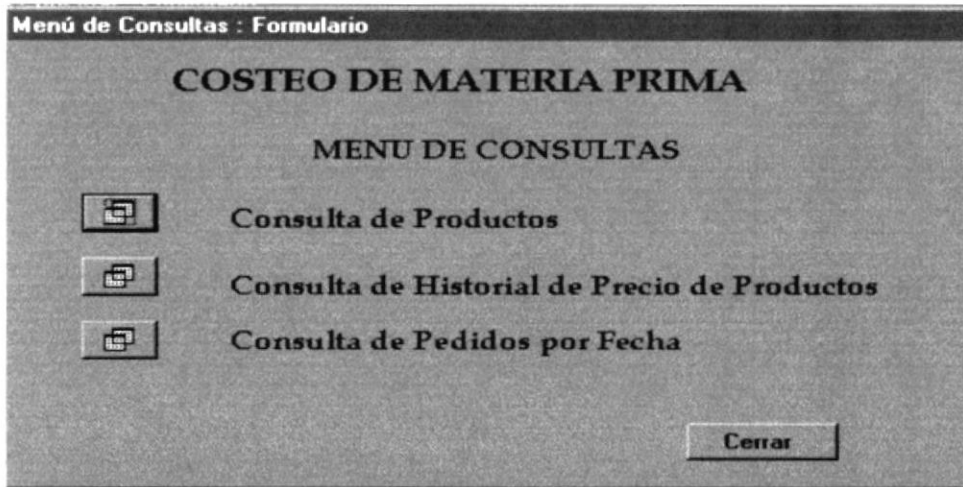 Menú de Consultas : Formulario
COSTEO DE MATERIA PRIMA
MENU DE CONSULTAS
Consulta de Productos
Consulta de Historial de Precio de Productos
Consulta de Pedidos por Fecha
Cerrar